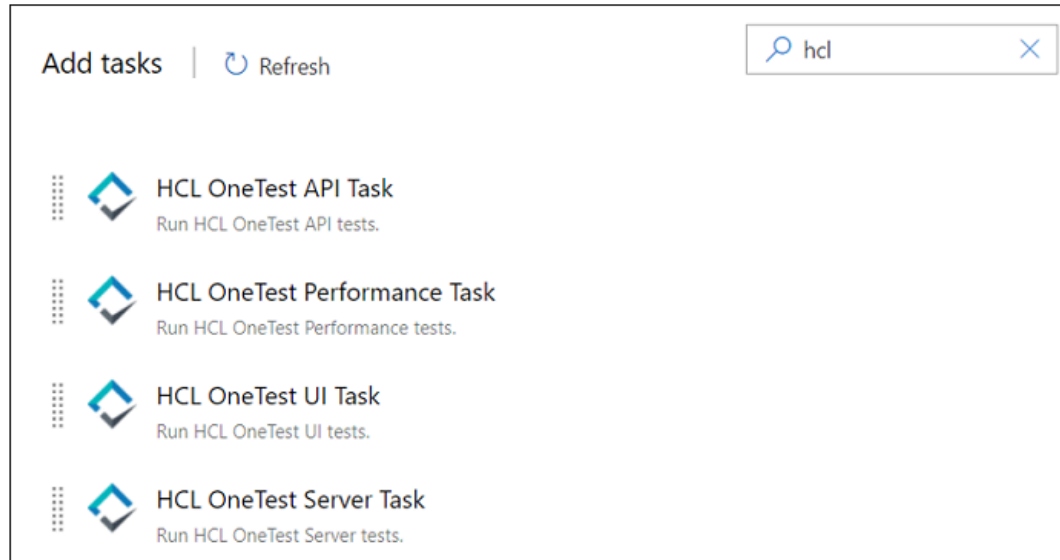 Add tasks
Refresh
hcl
HCL OneTest API Task
Run HCL OneTest API tests.
HCL OneTest Performance Task
Run HCL OneTest Performance tests.
HCL OneTest UI Task
Run HCL OneTest UI tests.
HCL OneTest Server Task
Run HCL OneTest Server tests.